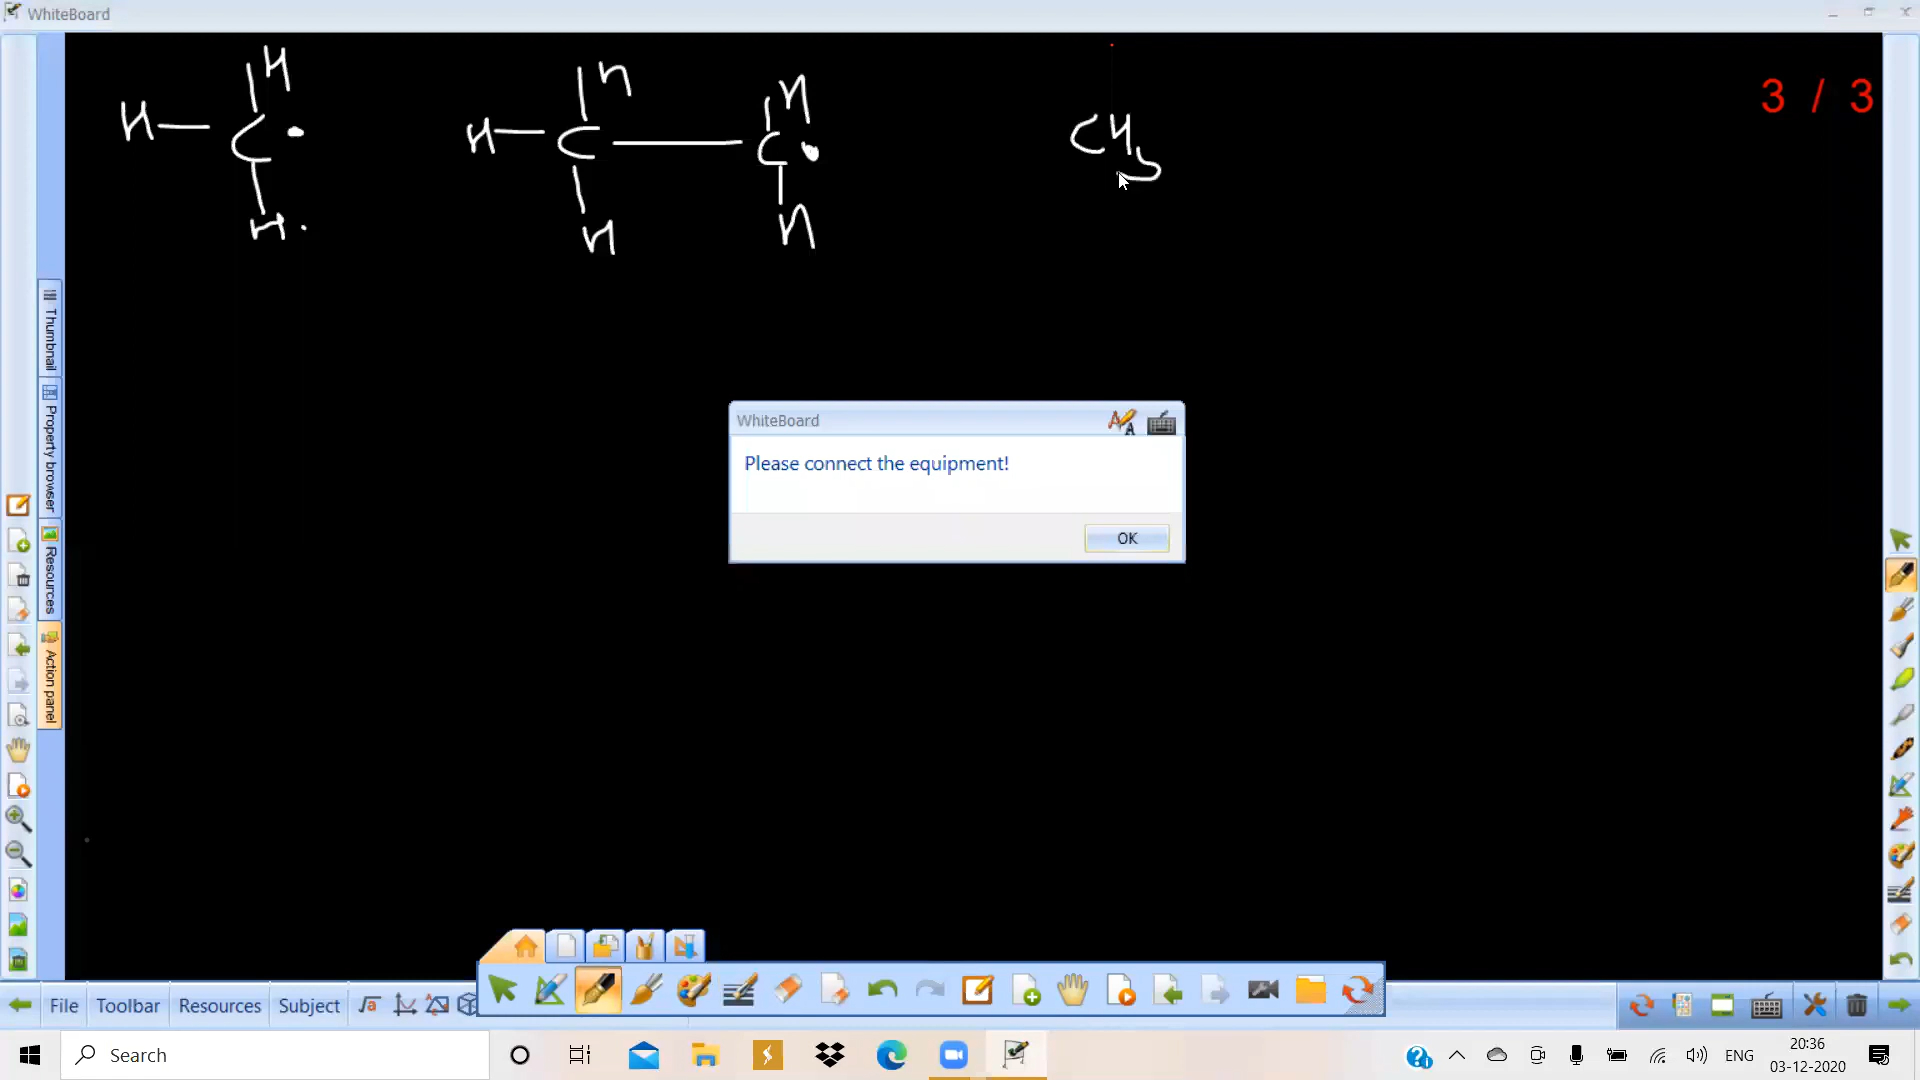 WhiteBoard
H
H C •
H
H
H C C •
H
H
H
CH3
3 / 3
Thumbnail
Property browser
Resources
Action panel
WhiteBoard
Please connect the equipment!
OK
File Toolbar Resources Subject
Search
ENG
20:36
03-12-2020